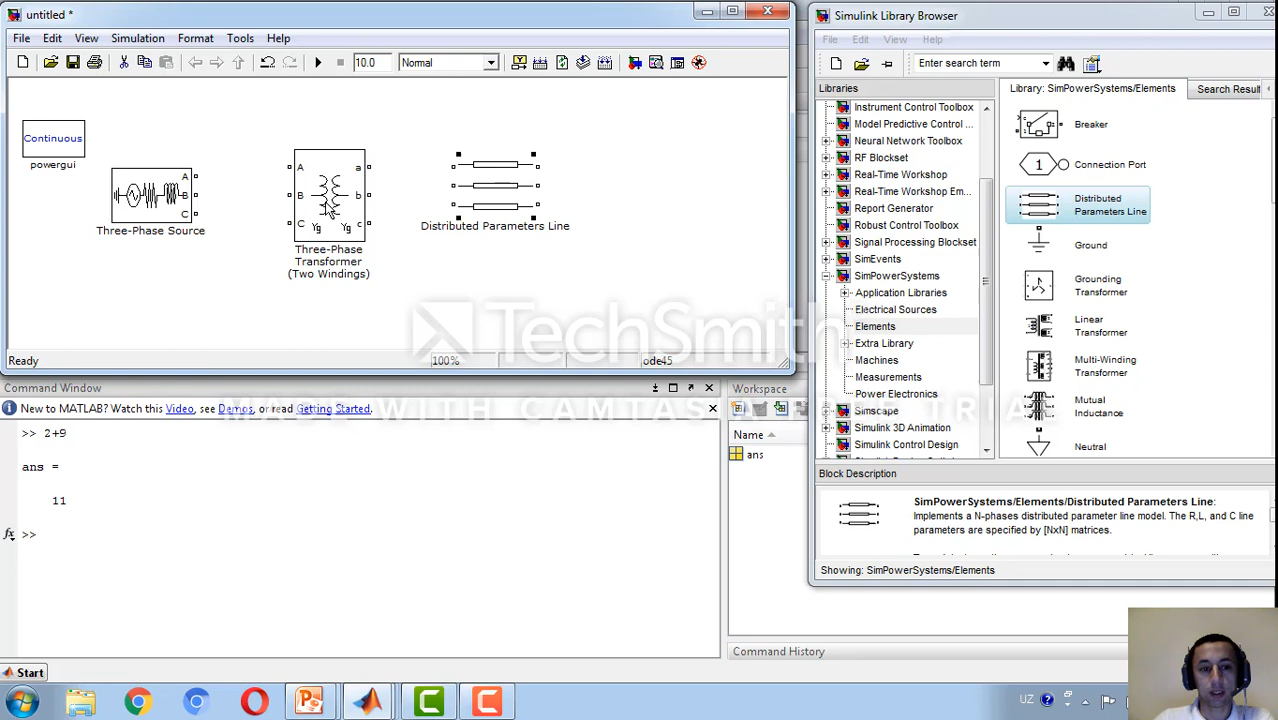 untitled *
File Edit View Simulation Format Tools Help
10.0 Normal
Continuous
powergui
A
B
C
Three-Phase Source
A a
B b
C c
Yg Yg
Three-Phase
Transformer
(Two Windings)
Distributed Parameters Line
TechSmith
Ready 100% ode45
Command Window
New to MATLAB? Watch this Video, see Demos, or read Getting Started.
>> 2+9
ans =
11
fx >>
Start
Workspace
Name
ans
Command History
Simulink Library Browser
File Edit View Help
Enter search term
Libraries
Instrument Control Toolbox
Model Predictive Control ...
Neural Network Toolbox
RF Blockset
Real-Time Workshop
Real-Time Workshop Em...
Report Generator
Robust Control Toolbox
Signal Processing Blockset
SimEvents
SimPowerSystems
Application Libraries
Electrical Sources
Elements
Extra Library
Machines
Measurements
Power Electronics
Simscape
Simulink 3D Animation
Simulink Control Design
Library: SimPowerSystems/Elements Search Result
Breaker
1 Connection Port
Distributed
Parameters Line
Ground
Grounding
Transformer
Linear
Transformer
Multi-Winding
Transformer
Mutual
Inductance
Neutral
Block Description
SimPowerSystems/Elements/Distributed Parameters Line:
Implements a N-phases distributed parameter line model. The R,L, and C line
parameters are specified by [NxN] matrices.
Showing: SimPowerSystems/Elements
UZ